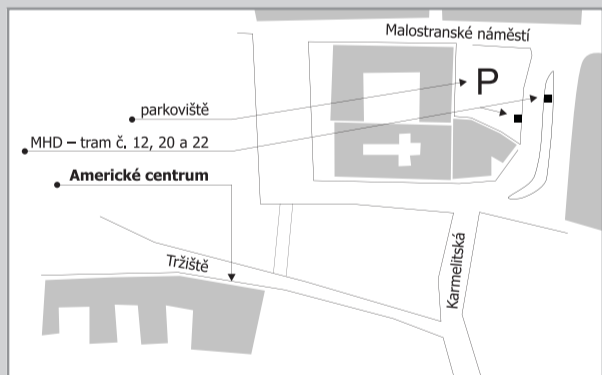 Malostranské náměstí
P
parkoviště
MHD – tram č. 12, 20 a 22
Americké centrum
Tržiště
Karmelitská